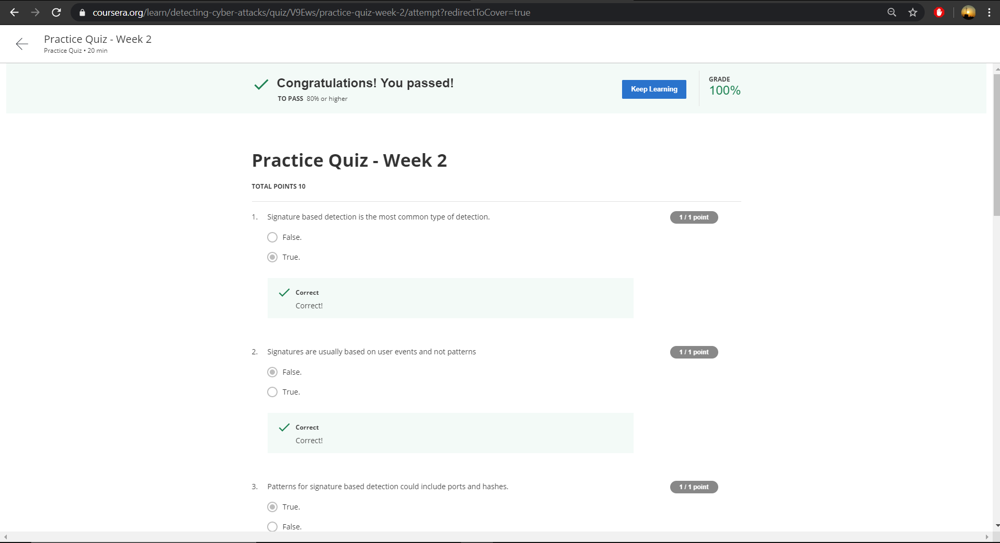 coursera.org/learn/detecting-cyber-attacks/quiz/V9Ews/practice-quiz-week-2/attempt?redirectToCover=true
Practice Quiz - Week 2
Practice Quiz • 20 min
Congratulations! You passed!
TO PASS 80% or higher
Keep Learning
GRADE
100%
Practice Quiz - Week 2
TOTAL POINTS 10
1. Signature based detection is the most common type of detection.
1 / 1 point
False.
True.
Correct
Correct!
2. Signatures are usually based on user events and not patterns
1 / 1 point
False.
True.
Correct
Correct!
3. Patterns for signature based detection could include ports and hashes.
1 / 1 point
True.
False.